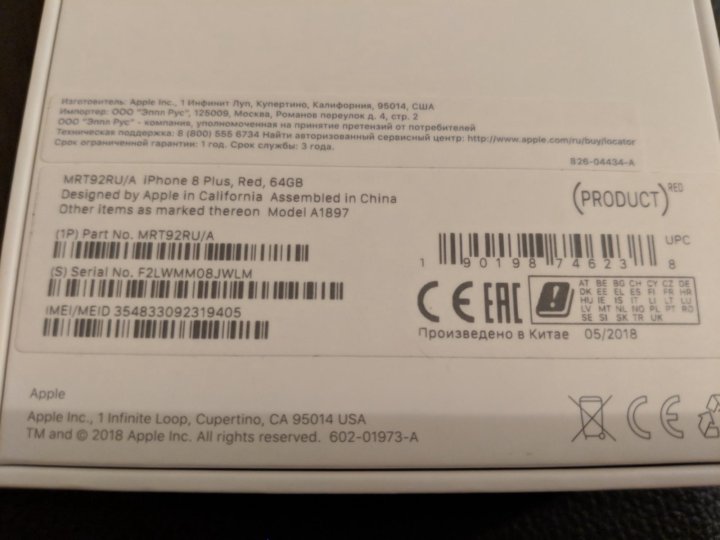 Изготовитель: Apple Inc., 1 Инфинит Луп, Купертино, Калифорния, 95014, США
Импортер: ООО "Эппл Рус", 125009, Москва, Романов переулок д. 4, стр. 2
ООО "Эппл Рус" - компания, уполномоченная на принятие претензий от потребителей
Техническая поддержка: 8 (800) 555 6734 Найти авторизованный сервисный центр: http://www.apple.com/ru/buy/locator
Срок ограниченной гарантии: 1 год. Срок службы: 3 года.
826-04434-A
MRT92RU/A iPhone 8 Plus, Red, 64GB
Designed by Apple in California Assembled in China
Other items as marked thereon Model A1897
(PRODUCT)RED
(1P) Part No. MRT92RU/A
(S) Serial No. F2LWMM08JWLM
IMEI/MEID 354833092319405
UPC
1 90198 74623 8
CE EAC
AT BE BG CH CY CZ DE
DK EE EL ES FI FR HR
HU IE IS IT LI LT LU
LV MT NL NO PL PT RO
SE SI SK TR UK
Произведено в Китае 05/2018
Apple
Apple Inc., 1 Infinite Loop, Cupertino, CA 95014 USA
TM and © 2018 Apple Inc. All rights reserved. 602-01973-A
CE